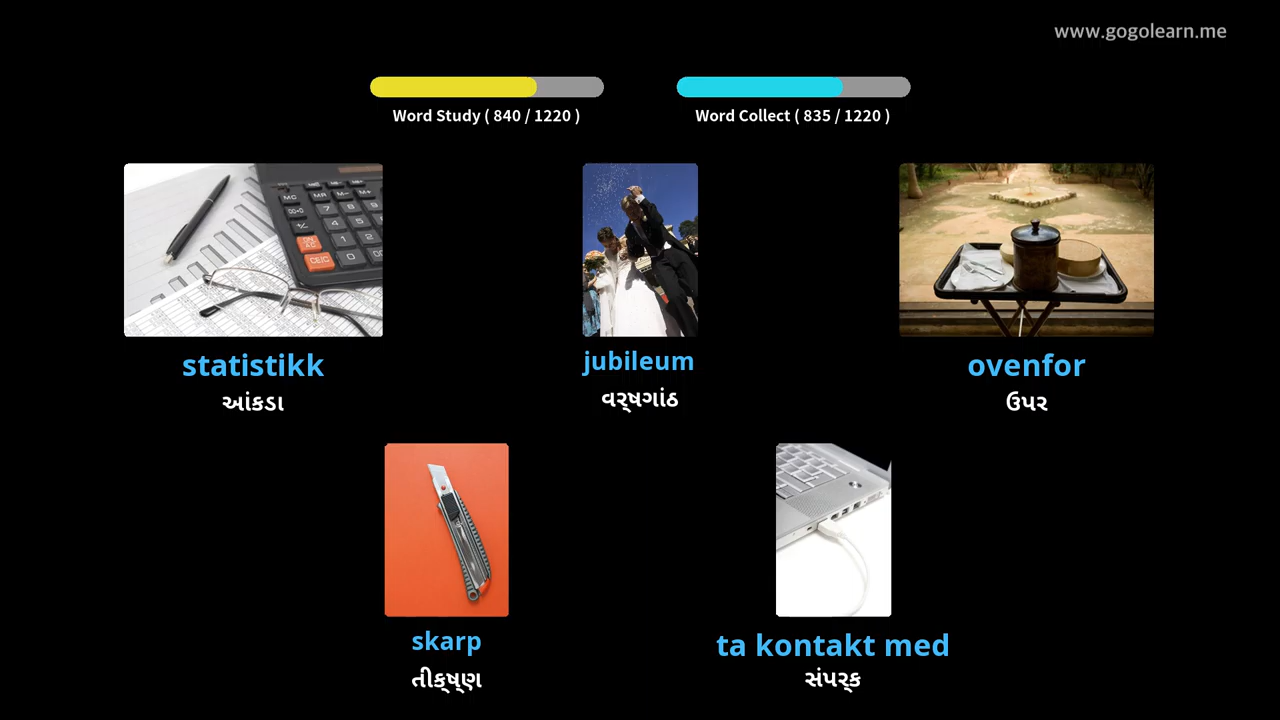 www.gogolearn.me
Word Study ( 840 / 1220 )
Word Collect ( 835 / 1220 )
statistikk
આંકડા
jubileum
વર્ષગાંઠ
ovenfor
ઉપર
skarp
તીક્ષ્ણ
ta kontakt med
સંપર્ક